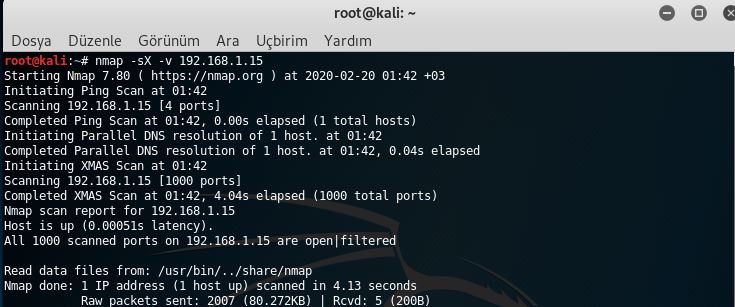 root@kali: ~
Dosya Düzenle Görünüm Ara Uçbirim Yardım
root@kali:~# nmap -sX -v 192.168.1.15
Starting Nmap 7.80 ( https://nmap.org ) at 2020-02-20 01:42 +03
Initiating Ping Scan at 01:42
Scanning 192.168.1.15 [4 ports]
Completed Ping Scan at 01:42, 0.00s elapsed (1 total hosts)
Initiating Parallel DNS resolution of 1 host. at 01:42
Completed Parallel DNS resolution of 1 host. at 01:42, 0.04s elapsed
Initiating XMAS Scan at 01:42
Scanning 192.168.1.15 [1000 ports]
Completed XMAS Scan at 01:42, 4.04s elapsed (1000 total ports)
Nmap scan report for 192.168.1.15
Host is up (0.00051s latency).
All 1000 scanned ports on 192.168.1.15 are open|filtered
Read data files from: /usr/bin/../share/nmap
Nmap done: 1 IP address (1 host up) scanned in 4.13 seconds
Raw packets sent: 2007 (80.272KB) | Rcvd: 5 (200B)